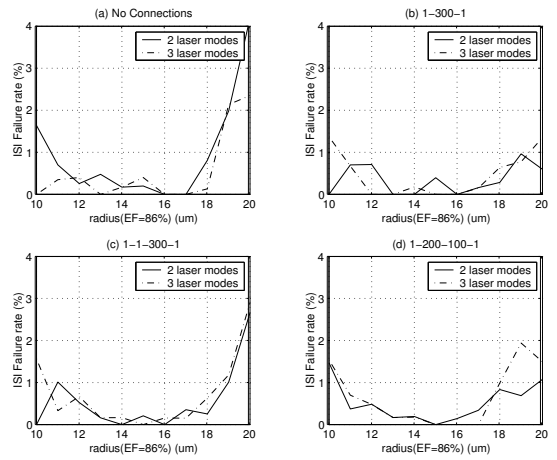 (a) No Connections
4
3
2
1
0
ISI Failure rate (%)
2 laser modes
3 laser modes
10 12 14 16 18 20
radius(EF=86%) (um)
(b) 1−300−1
4
3
2
1
0
ISI Failure rate (%)
2 laser modes
3 laser modes
10 12 14 16 18 20
radius(EF=86%) (um)
(c) 1−1−300−1
4
3
2
1
0
ISI Failure rate (%)
2 laser modes
3 laser modes
10 12 14 16 18 20
radius(EF=86%) (um)
(d) 1−200−100−1
4
3
2
1
0
ISI Failure rate (%)
2 laser modes
3 laser modes
10 12 14 16 18 20
radius(EF=86%) (um)